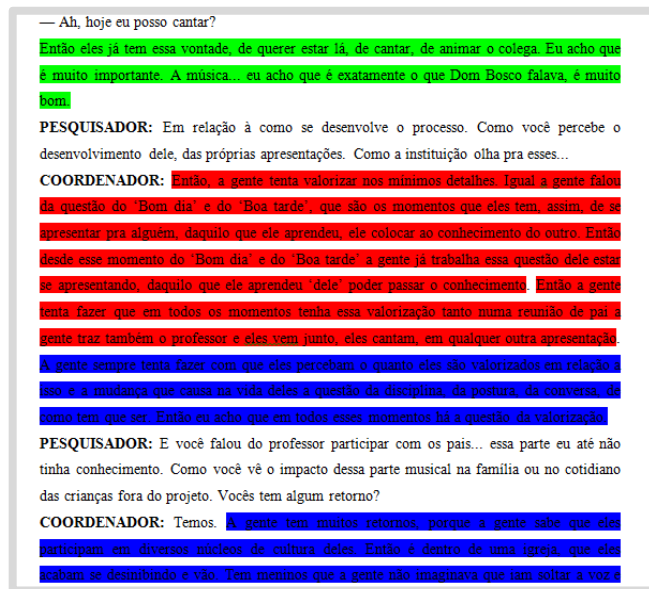 — Ah, hoje eu posso cantar?
Então eles já tem essa vontade, de querer estar lá, de cantar, de animar o colega. Eu acho que
é muito importante. A música... eu acho que é exatamente o que Dom Bosco falava, é muito
bom.
PESQUISADOR: Em relação à como se desenvolve o processo. Como você percebe o
desenvolvimento dele, das próprias apresentações. Como a instituição olha pra esses...
COORDENADOR: Então, a gente tenta valorizar nos mínimos detalhes. Igual a gente falou
da questão do 'Bom dia' e do 'Boa tarde', que são os momentos que eles tem, assim, de se
apresentar pra alguém, daquilo que ele aprendeu, ele colocar ao conhecimento do outro. Então
desde esse momento do 'Bom dia' e do 'Boa tarde' a gente já trabalha essa questão dele estar
se apresentando, daquilo que ele aprendeu 'dele' poder passar o conhecimento. Então a gente
tenta fazer que em todos os momentos tenha essa valorização tanto numa reunião de pai a
gente traz também o professor e eles vem junto, eles cantam, em qualquer outra apresentação.
A gente sempre tenta fazer com que eles percebam o quanto eles são valorizados em relação a
isso e a mudança que causa na vida deles a questão da disciplina, da postura, da conversa, de
como tem que ser. Então eu acho que em todos esses momentos há a questão da valorização.
PESQUISADOR: E você falou do professor participar com os pais... essa parte eu até não
tinha conhecimento. Como você vê o impacto dessa parte musical na família ou no cotidiano
das crianças fora do projeto. Vocês tem algum retorno?
COORDENADOR: Temos. A gente tem muitos retornos, porque a gente sabe que eles
participam em diversos núcleos de cultura deles. Então é dentro de uma igreja, que eles
acabam se desinibindo e vão. Tem meninos que a gente não imaginava que iam soltar a voz e